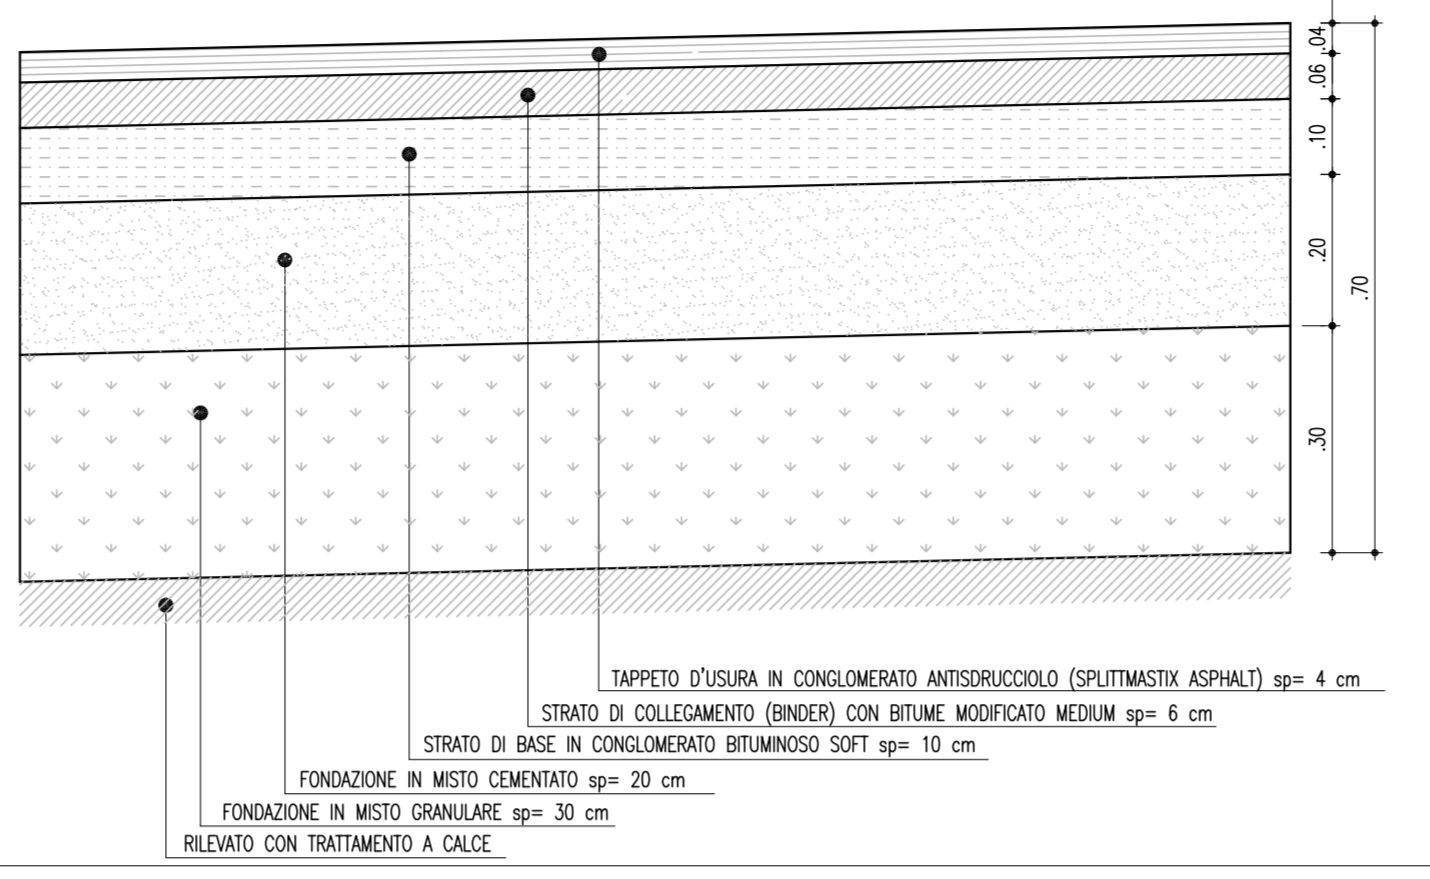 .04
.06
.10
.20
.70
.30
TAPPETO D'USURA IN CONGLOMERATO ANTISDRUCCIOLO (SPLITTMASTIX ASPHALT) sp= 4 cm
STRATO DI COLLEGAMENTO (BINDER) CON BITUME MODIFICATO MEDIUM sp= 6 cm
STRATO DI BASE IN CONGLOMERATO BITUMINOSO SOFT sp= 10 cm
FONDAZIONE IN MISTO CEMENTATO sp= 20 cm
FONDAZIONE IN MISTO GRANULARE sp= 30 cm
RILEVATO CON TRATTAMENTO A CALCE